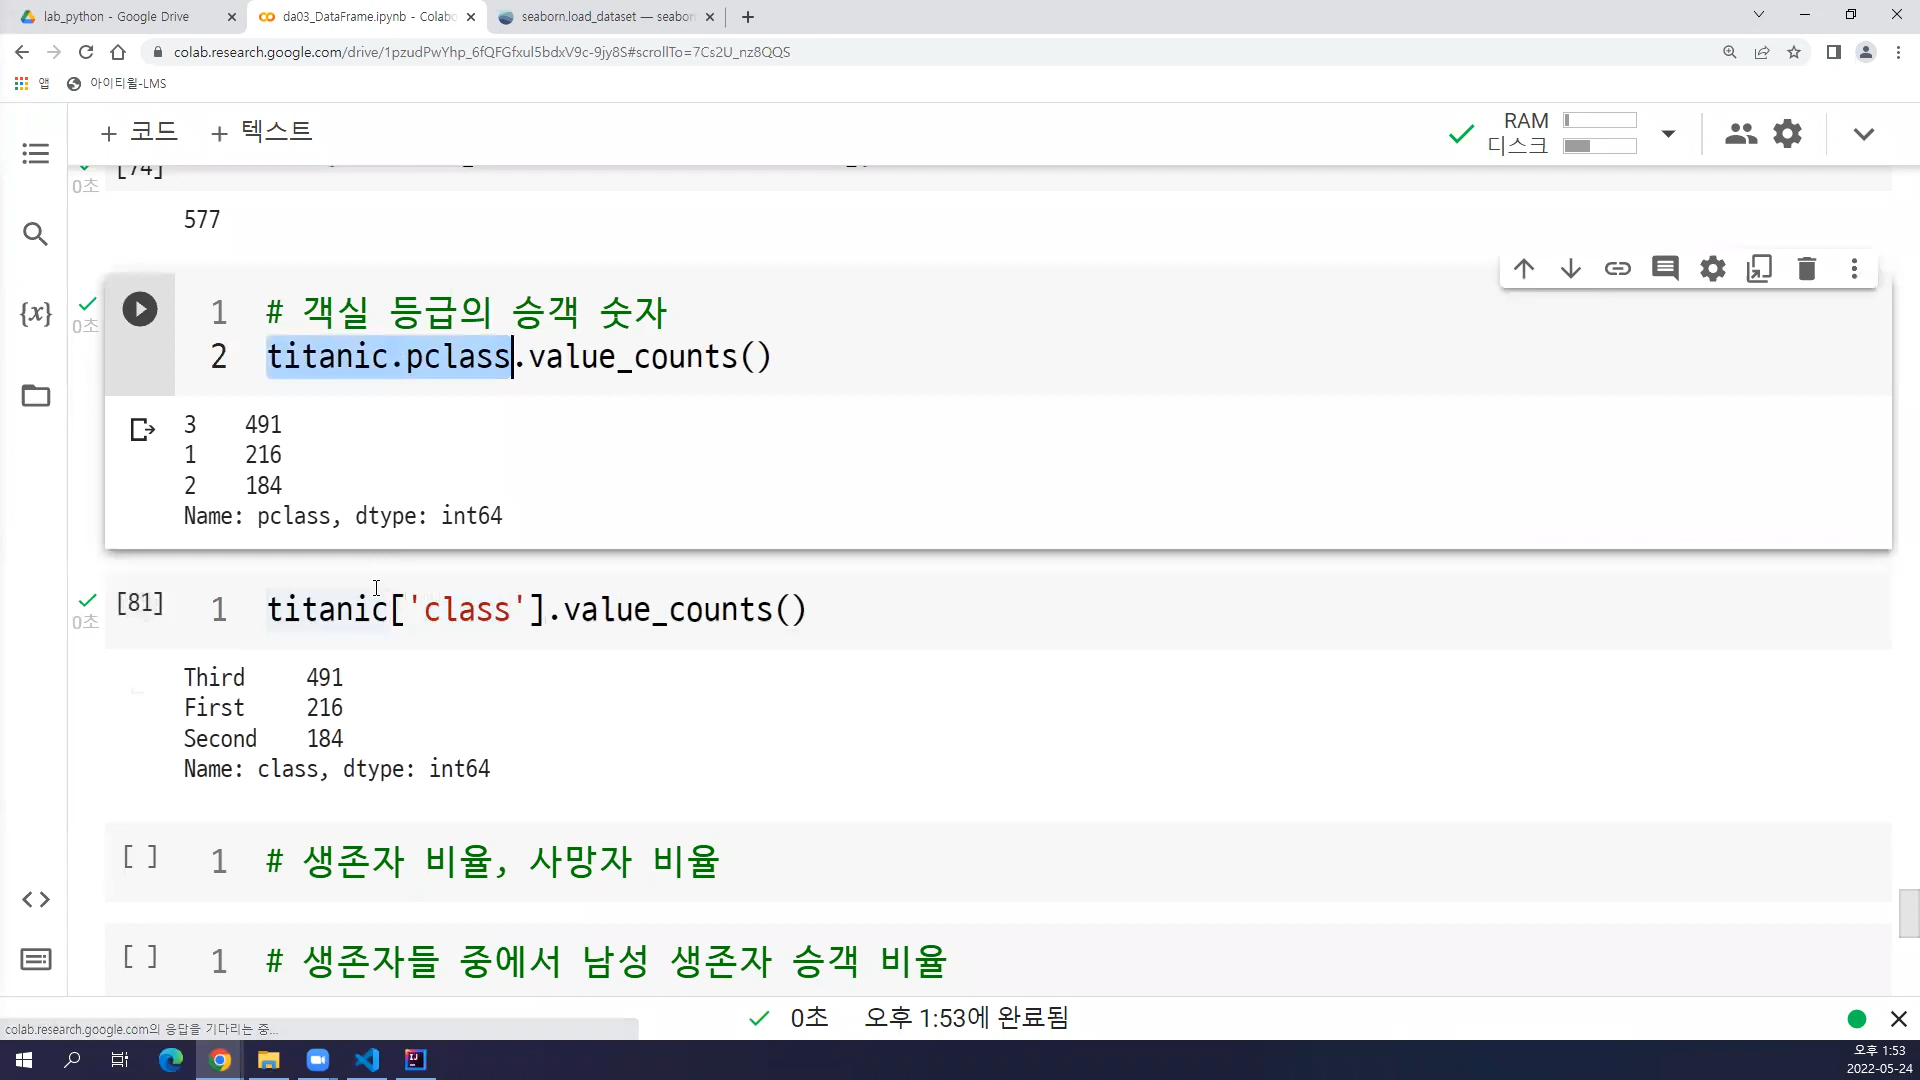 lab_python - Google Drive
da03_DataFrame.ipynb - Colabo
seaborn.load_dataset — seaborn
colab.research.google.com/drive/1pzudPwYhp_6fQFGfxul5bdxV9c-9jy8S#scrollTo=7Cs2U_nz8QQS
앱
아이티윌-LMS
+ 코드
+ 텍스트
RAM
디스크
[74]
0초
577
0초
1 # 객실 등급의 승객 숫자
2 titanic.pclass.value_counts()
3 491
1 216
2 184
Name: pclass, dtype: int64
{x}
0초
[81]
1 titanic['class'].value_counts()
Third 491
First 216
Second 184
Name: class, dtype: int64
[ ] 1 # 생존자 비율, 사망자 비율
[ ] 1 # 생존자들 중에서 남성 생존자 승객 비율
colab.research.google.com의 응답을 기다리는 중...
0초 오후 1:53에 완료됨
오후 1:53
2022-05-24